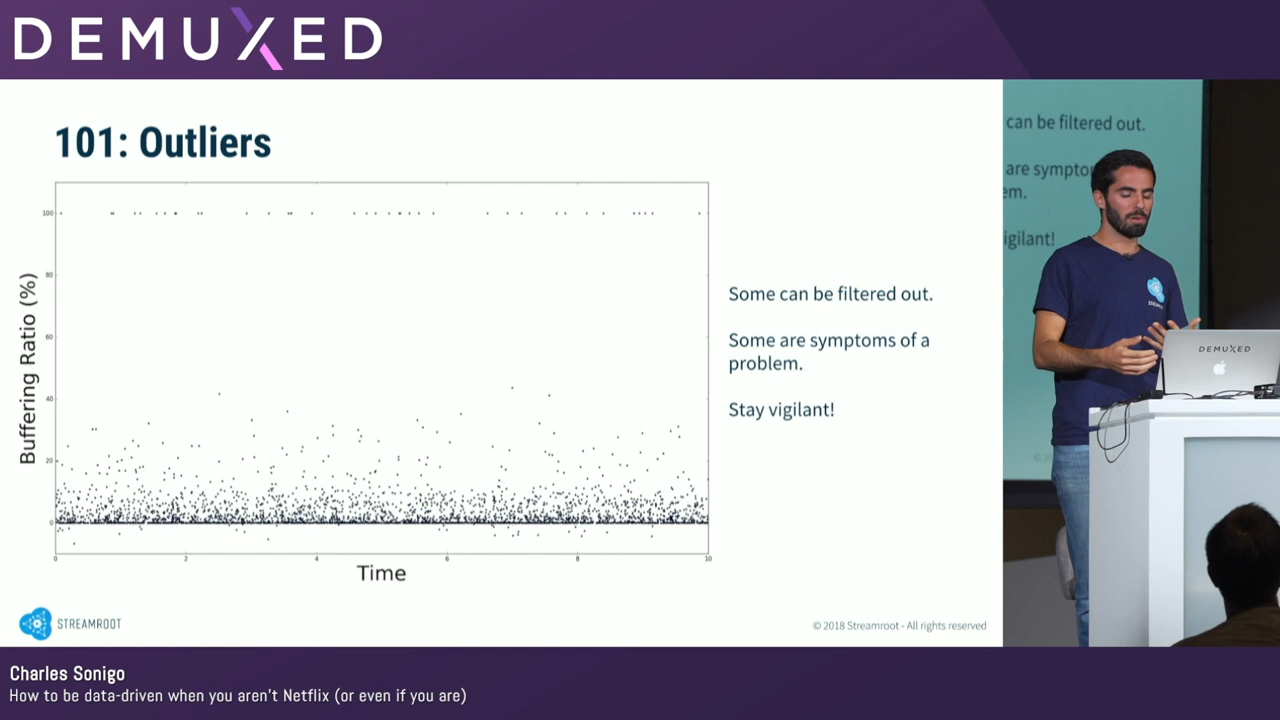 DEMUXED
101: Outliers
Buffering Ratio (%)
100
80
60
40
20
0
0 2 4 6 8 10
Time
Some can be filtered out.
Some are symptoms of a
problem.
Stay vigilant!
STREAMROOT
© 2018 Streamroot - All rights reserved
can be filtered out.
are sympto
em.
igilant!
DEMUXED
Charles Sonigo
How to be data-driven when you aren't Netflix (or even if you are)